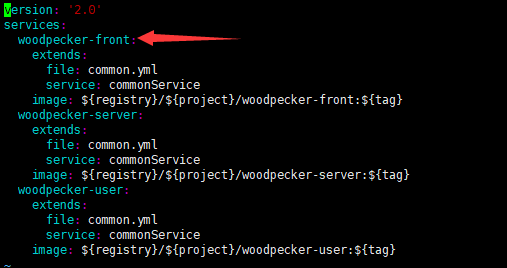 version: '2.0'
services:
  woodpecker-front:
    extends:
      file: common.yml
      service: commonService
    image: ${registry}/${project}/woodpecker-front:${tag}
  woodpecker-server:
    extends:
      file: common.yml
      service: commonService
    image: ${registry}/${project}/woodpecker-server:${tag}
  woodpecker-user:
    extends:
      file: common.yml
      service: commonService
    image: ${registry}/${project}/woodpecker-user:${tag}
~